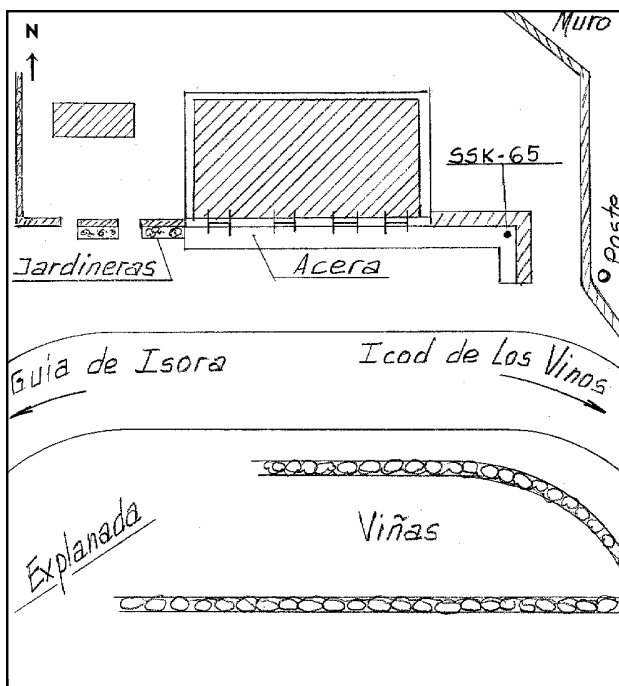 Muro
N
SSK-65
Poste
Jardineras
Acera
Guia de Isora
Icod de Los Vinos
Viñas
Explanada